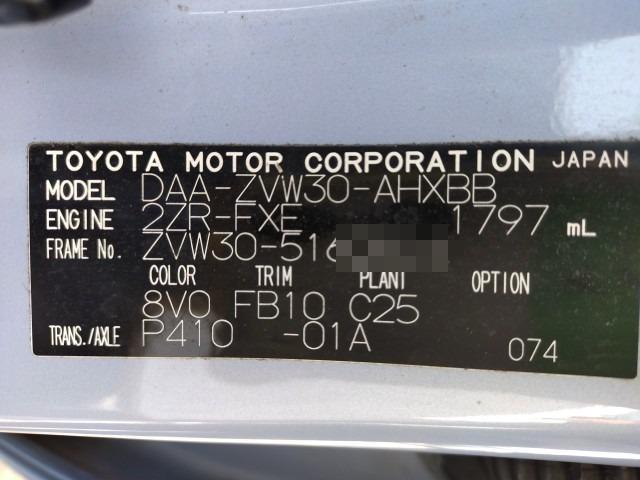 TOYOTA MOTOR CORPORATION JAPAN
MODEL DAA-ZVW30-AHXBB
ENGINE 2ZR-FXE 1797 mL
FRAME No. ZVW30-516
COLOR TRIM PLANT OPTION
8V0 FB10 C25
TRANS./AXLE P410 -01A 074